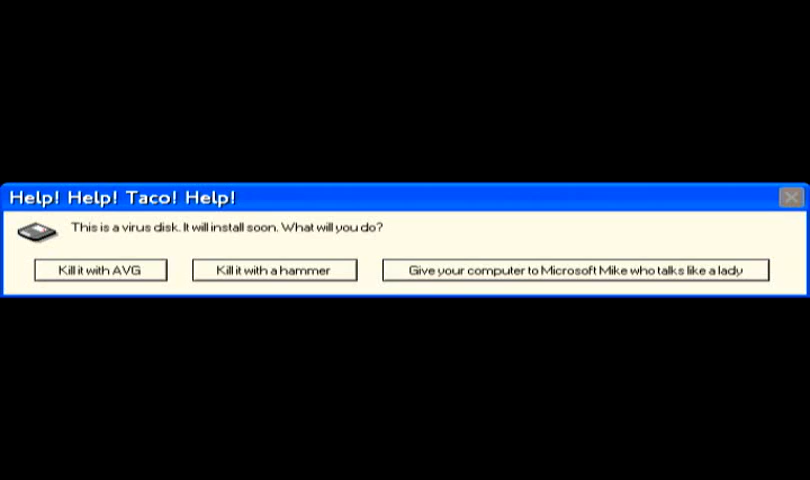 Help! Help! Taco! Help!
This is a virus disk. It will install soon. What will you do?
Kill it with AVG
Kill it with a hammer
Give your computer to Microsoft Mike who talks like a lady